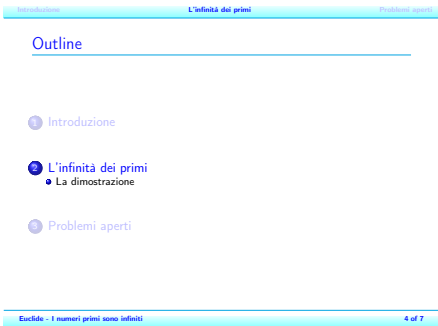 Introduzione L'infinità dei primi Problemi aperti
Outline
1 Introduzione
2 L'infinità dei primi
La dimostrazione
3 Problemi aperti
Euclide - I numeri primi sono infiniti 4 of 7